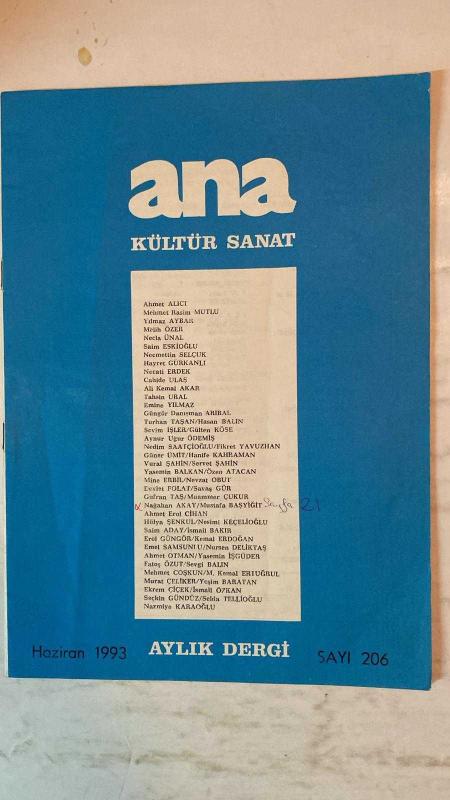 ana
KÜLTÜR SANAT
Ahmet ALICI
Mehmet Rasim MUTLU
Yılmaz AYBAR
Melih ÖZER
Necla ÜNAL
Saim ESKİOĞLU
Necmettin SELÇUK
Hayret GÜRKANLI
Necati ERDEK
Cahide ULAŞ
Ali Kemal AKAR
Tahsin URAL
Emine YILMAZ
Güngör Danışman ARIBAL
Turhan TAŞAN/Hasan BALIN
Sevim İŞLER/Gülten KÖSE
Aynur Uğur ÖDEMİŞ
Nedim SAATÇİOĞLU/Fikret YAVUZHAN
Güner ÜMİT/Hanife KAHRAMAN
Vural ŞAHİN/Servet ŞAHİN
Yasemin BALKAN/Özen ATACAN
Mine ERBİL/Nevzat OBUT
Devlet POLAT/Savaş GÜR
Gufran TAŞ/Muammer ÇUKUR
Nağahan AKAY/Mustafa BAŞYİĞİT Sayfa 21
Ahmet Erol CİHAN
Hülya ŞENKUL/Nesimi KEÇELİOĞLU
Saim ADAY/İsmail BAKIR
Erol GÜNGÖR/Kemal ERDOĞAN
Emel SAMSUNLU/Nursen DELİKTAŞ
Ahmet OTMAN/Yasemin İŞGÜDER
Fatoş ÖZUT/Sevgi BALIN
Mehmet COŞKUN/M. Kemal ERTUĞRUL
Murat ÇELİKER/Yeşim BARATAN
Ekrem ÇİÇEK/İsmail ÖZKAN
Seçkin GÜNDÜZ/Selda TELLİOĞLU
Nazmiye KARAOĞLU
Haziran 1993 AYLIK DERGİ SAYI 206